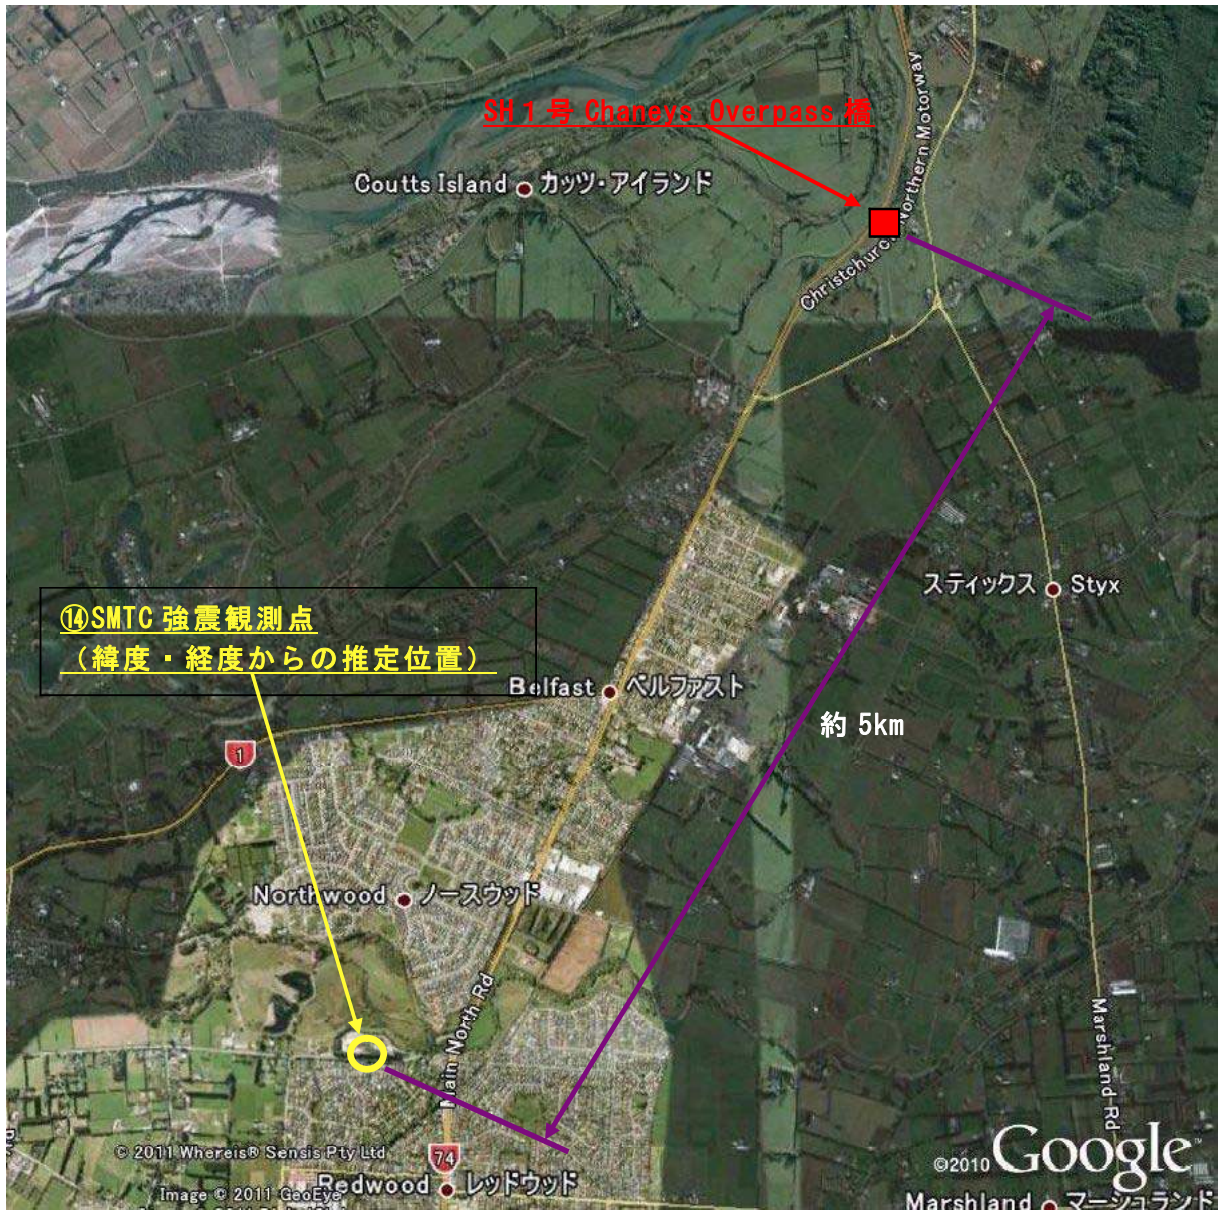 SH1号 Chaneys Overpass 橋
Northern Motorway
Coutts Island カッツ・アイランド
Christchurch
スティックス Styx
⑭SMTC 強震観測点
（緯度・経度からの推定位置）
Belfast ベルファスト
約 5km
1
Northwood ノースウッド
Main North Rd
Marshland Rd
© 2011 Whereis® Sensis Pty Ltd
74
©2010 Google™
Redwood レッドウッド
Image © 2011 GeoEye
Marshland マーシュランド